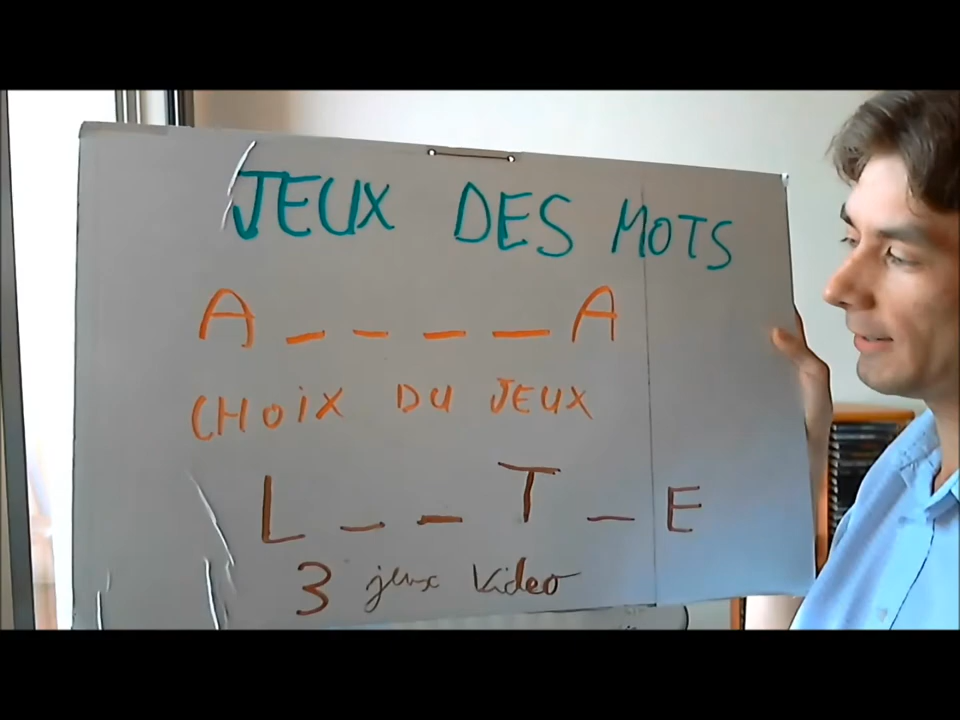 JEUX DES MOTS
A _ _ _ _ A
CHOIX DU JEUX
L _ _ T _ E
3 jeux Video